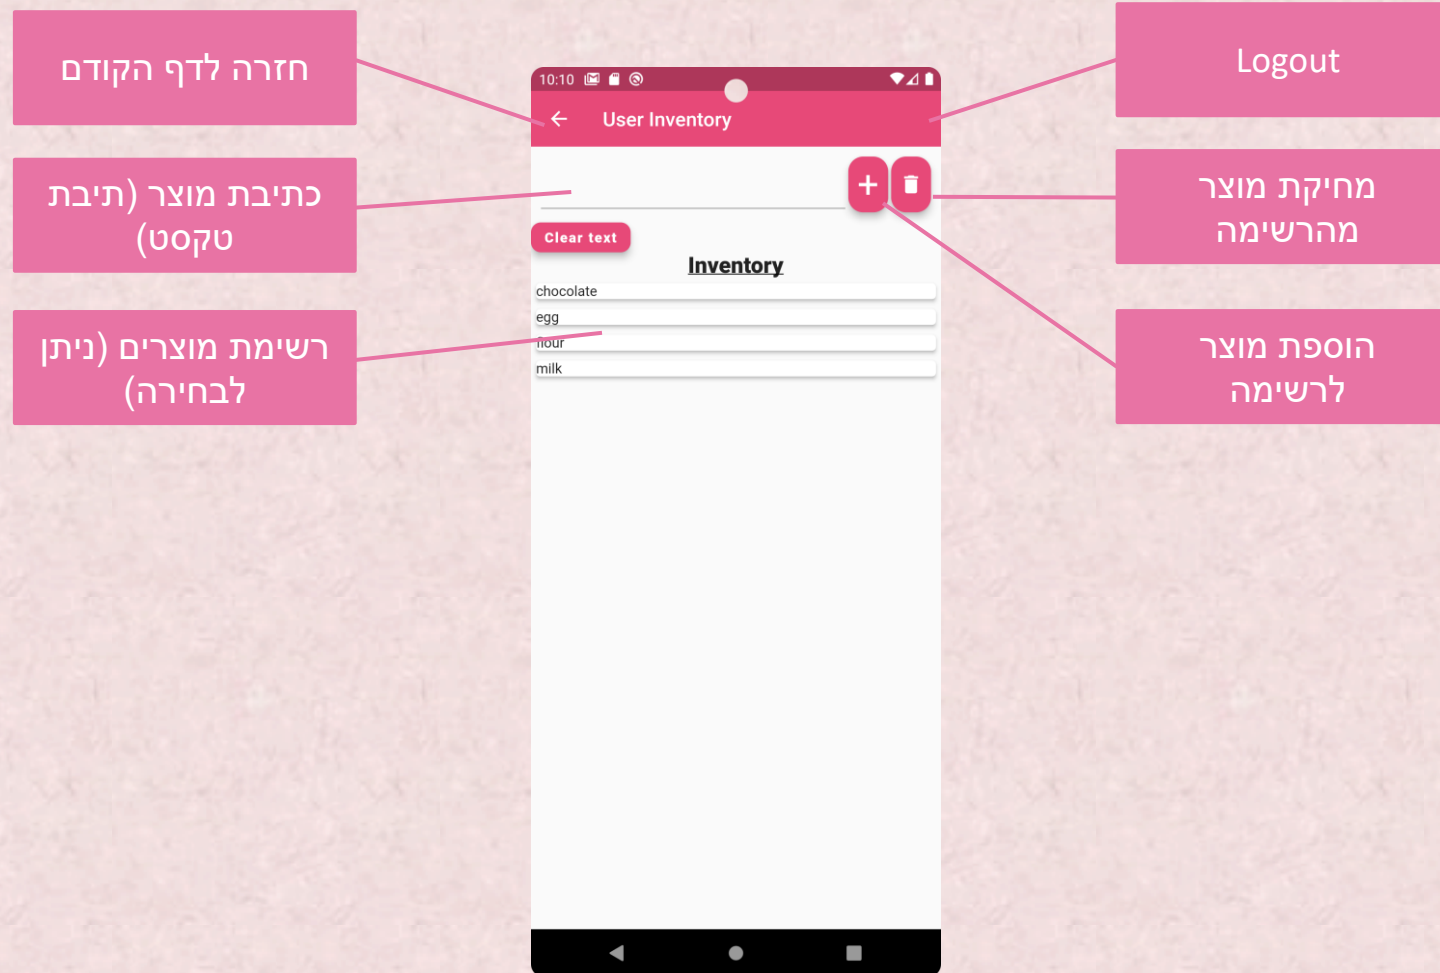 חזרה לדף הקודם
כתיבת מוצר (תיבת
טקסט)
רשימת מוצרים (ניתן
לבחירה)
10:10
User Inventory
Clear text
Inventory
chocolate
egg
flour
milk
Logout
מחיקת מוצר
מהרשימה
הוספת מוצר
לרשימה